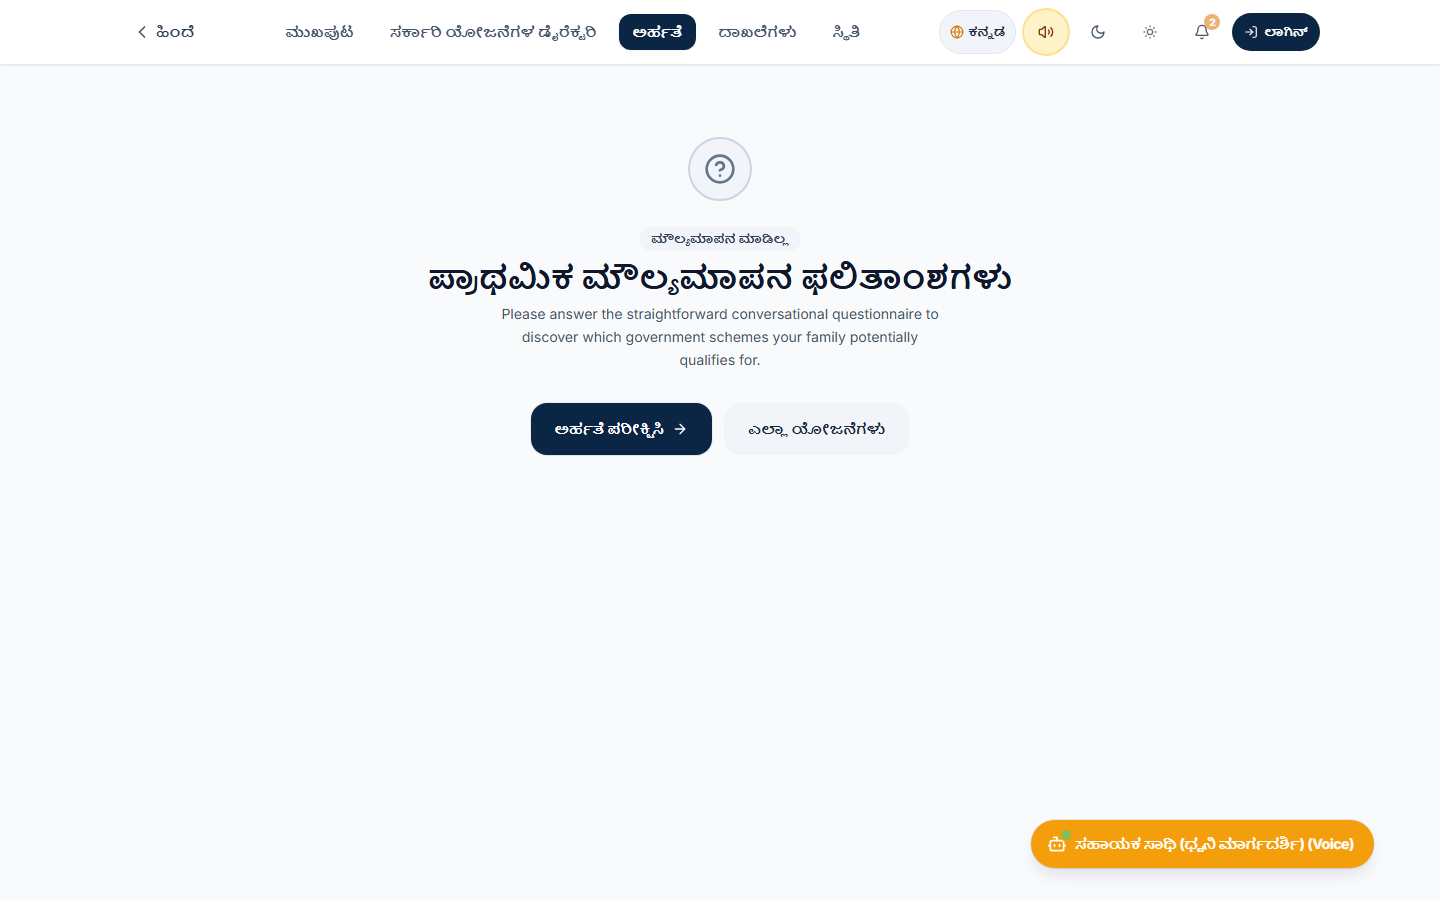 ಹಿಂದೆ
ಮುಖಪುಟ
ಸರ್ಕಾರಿ ಯೋಜನೆಗಳ ಡೈರೆಕ್ಟರಿ
ಅರ್ಹತೆ
ದಾಖಲೆಗಳು
ಸ್ಥಿತಿ
ಕನ್ನಡ
2
ಲಾಗಿನ್
ಮೌಲ್ಯಮಾಪನ ಮಾಡಿಲ್ಲ
ಪ್ರಾಥಮಿಕ ಮೌಲ್ಯಮಾಪನ ಫಲಿತಾಂಶಗಳು
Please answer the straightforward conversational questionnaire to
discover which government schemes your family potentially
qualifies for.
ಅರ್ಹತೆ ಪರೀಕ್ಷಿಸಿ
ಎಲ್ಲಾ ಯೋಜನೆಗಳು
ಸಹಾಯಕ ಸಾಥಿ (ಧ್ವನಿ ಮಾರ್ಗದರ್ಶಿ) (Voice)